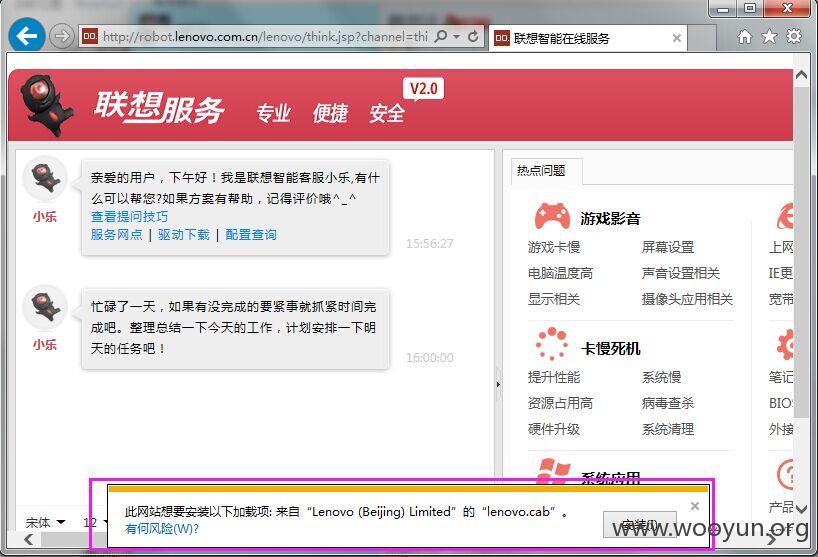 http://robot.lenovo.com.cn/lenovo/think.jsp?channel=thi
联想智能在线服务
联想服务 专业 便捷 安全
V2.0
亲爱的用户，下午好！我是联想智能客服小乐,有什
么可以帮您?如果方案有帮助，记得评价哦^_^
查看提问技巧
服务网点 | 驱动下载 | 配置查询
小乐
15:56:27
忙碌了一天，如果有没完成的要紧事就抓紧时间完
成吧。整理总结一下今天的工作，计划安排一下明
天的任务吧！
小乐
16:00:00
宋体 12
热点问题
游戏影音
游戏卡慢 屏幕设置 上网
电脑温度高 声音设置相关 IE更
显示相关 摄像头应用相关 宽带
卡慢死机
提升性能 系统慢 笔记
资源占用高 病毒查杀 BIOS
硬件升级 系统清理 外接
系统应用
产品
此网站想要安装以下加载项: 来自“Lenovo (Beijing) Limited”的“lenovo.cab”。
有何风险(W)?
安装(I)
www.wooyun.org